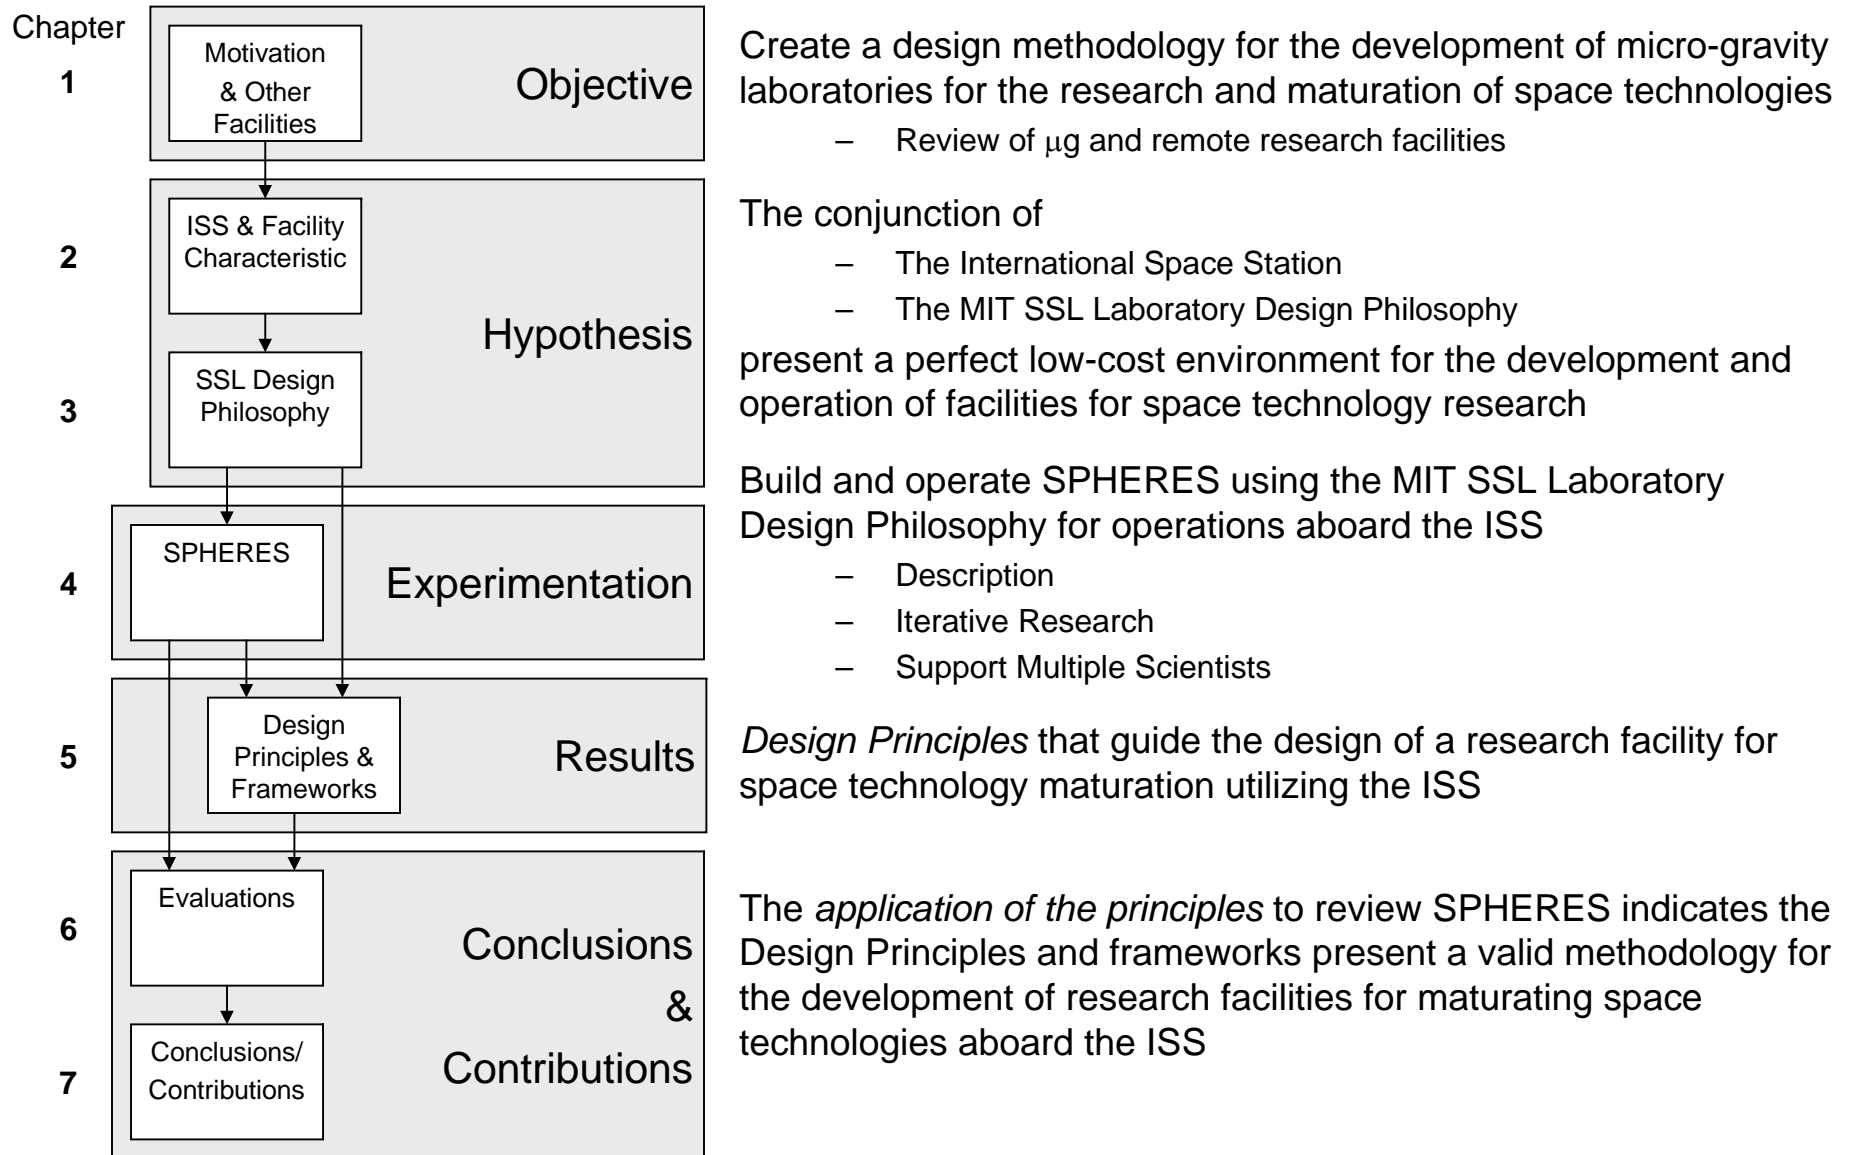 Chapter
1
Motivation
& Other
Facilities
Objective
Create a design methodology for the development of micro-gravity
laboratories for the research and maturation of space technologies
– Review of μg and remote research facilities
2
ISS & Facility
Characteristic
3
SSL Design
Philosophy
Hypothesis
The conjunction of
– The International Space Station
– The MIT SSL Laboratory Design Philosophy
present a perfect low-cost environment for the development and
operation of facilities for space technology research
4
SPHERES
Experimentation
Build and operate SPHERES using the MIT SSL Laboratory
Design Philosophy for operations aboard the ISS
– Description
– Iterative Research
– Support Multiple Scientists
5
Design
Principles &
Frameworks
Results
Design Principles that guide the design of a research facility for
space technology maturation utilizing the ISS
6
Evaluations
7
Conclusions/
Contributions
Conclusions
&
Contributions
The application of the principles to review SPHERES indicates the
Design Principles and frameworks present a valid methodology for
the development of research facilities for maturating space
technologies aboard the ISS